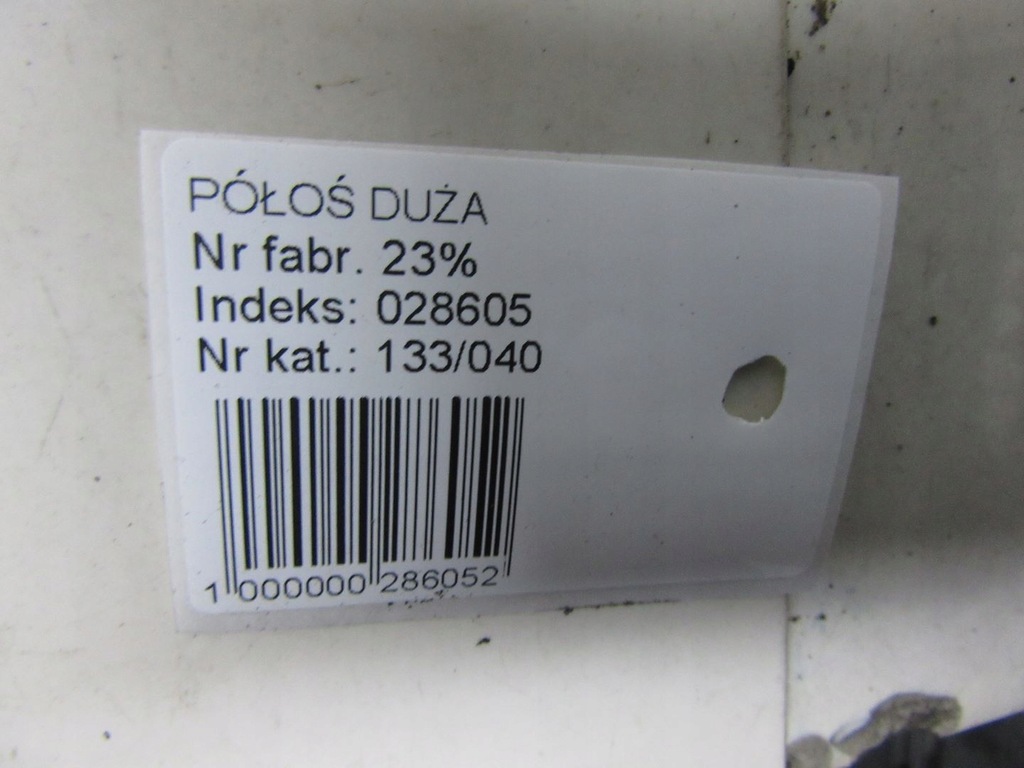 PÓŁOŚ DUŻA
Nr fabr. 23%
Indeks: 028605
Nr kat.: 133/040
1 000000 286052